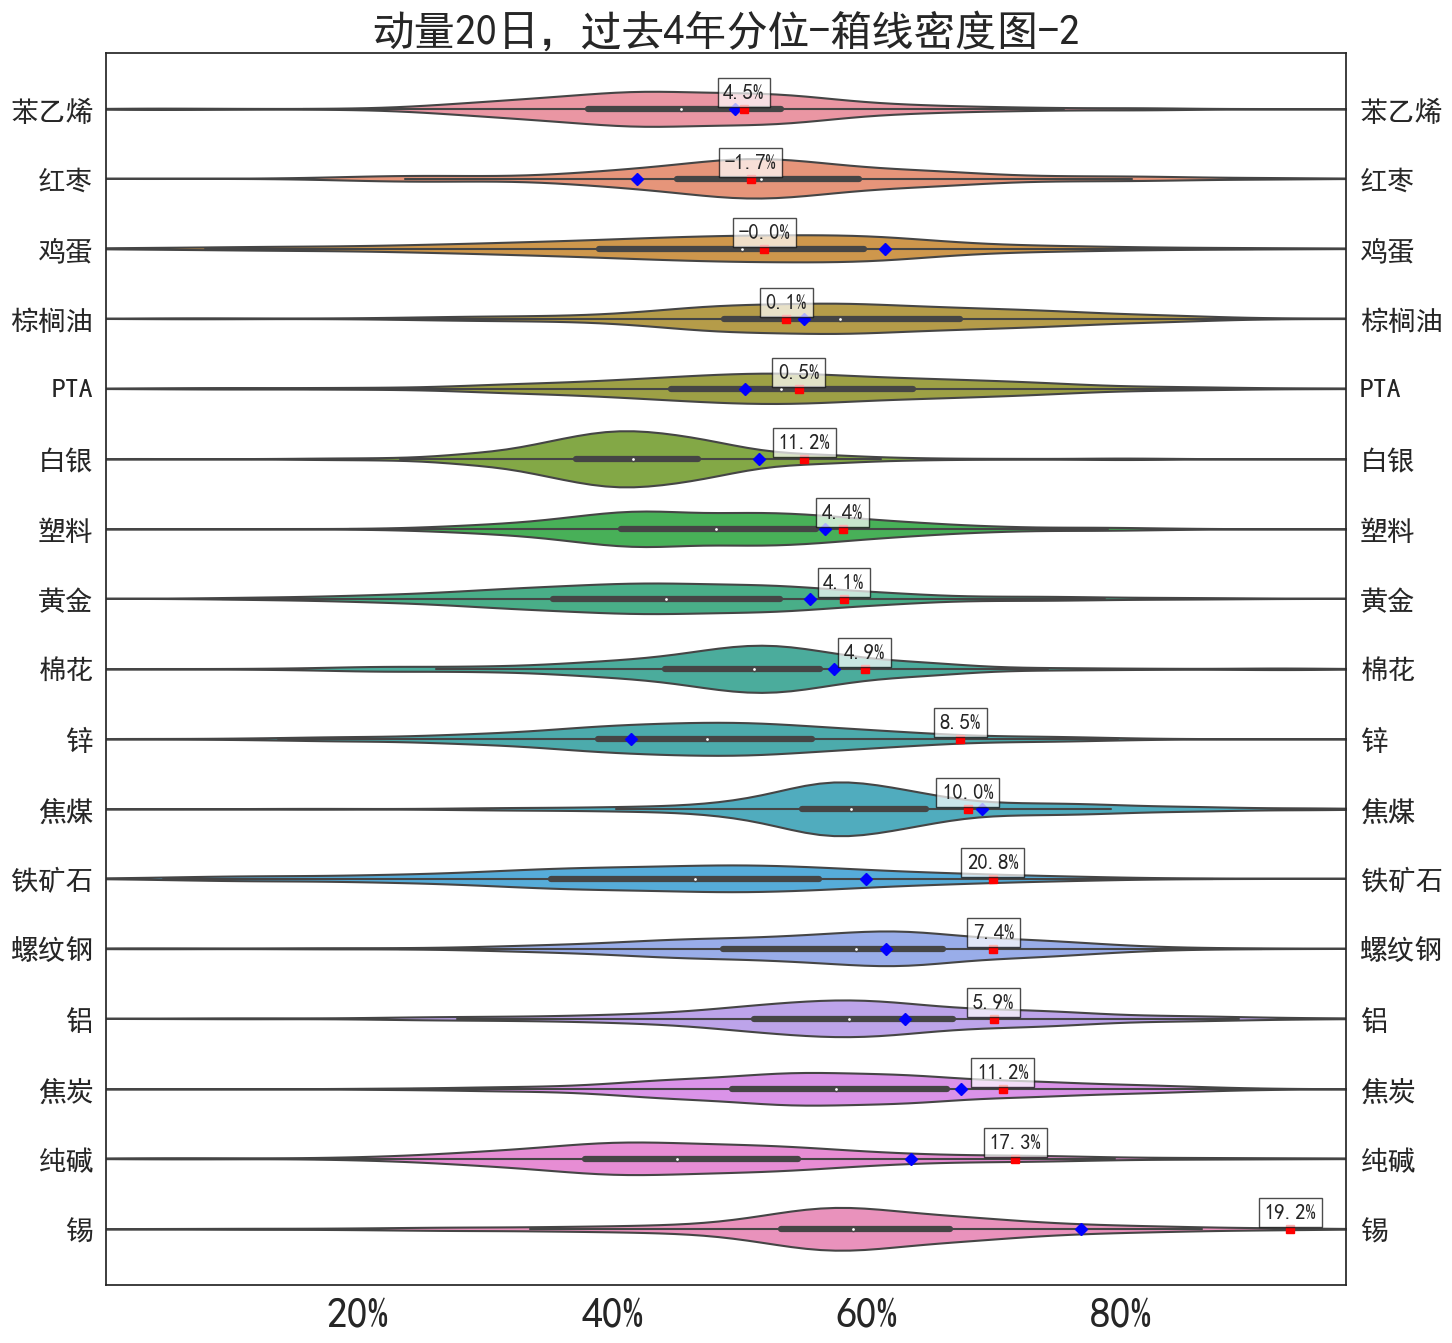 动量20日，过去4年分位-箱线密度图-2
苯乙烯 4.5% 苯乙烯
红枣 -1.7% 红枣
鸡蛋 -0.0% 鸡蛋
棕榈油 0.1% 棕榈油
PTA 0.5% PTA
白银 11.2% 白银
塑料 4.4% 塑料
黄金 4.1% 黄金
棉花 4.9% 棉花
锌 8.5% 锌
焦煤 10.0% 焦煤
铁矿石 20.8% 铁矿石
螺纹钢 7.4% 螺纹钢
铝 5.9% 铝
焦炭 11.2% 焦炭
纯碱 17.3% 纯碱
锡 19.2% 锡
20% 40% 60% 80%